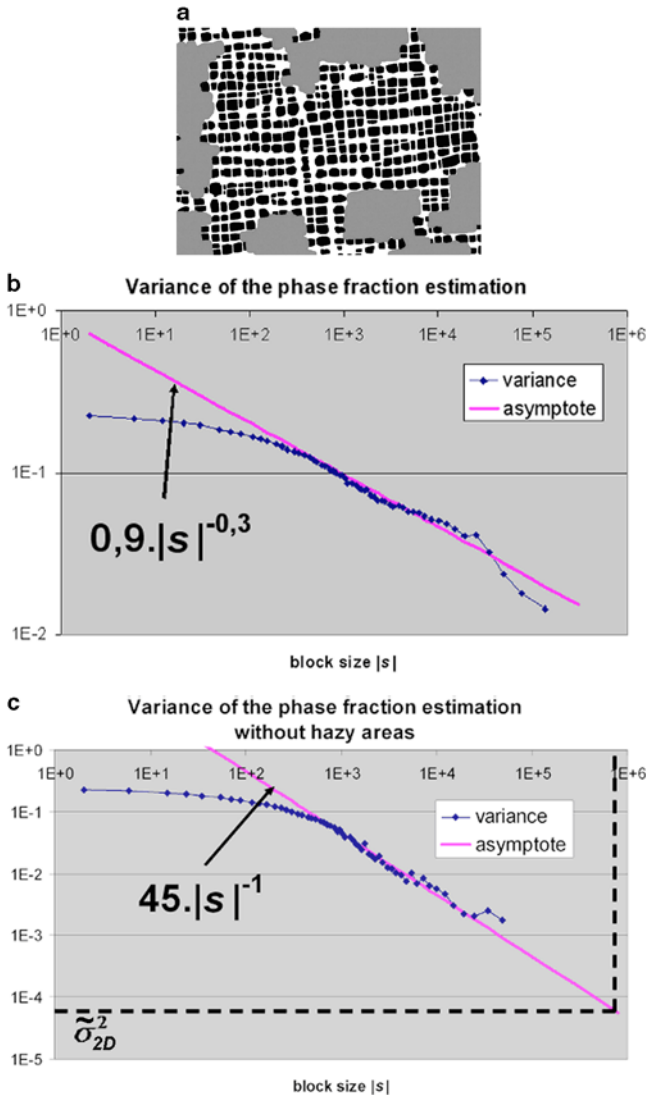 a
b
Variance of the phase fraction estimation
1E+0
1E+0 1E+1 1E+2 1E+3 1E+4 1E+5 1E+6
variance
asymptote
1E-1
0,9.|s|-0,3
1E-2
block size |s|
c
Variance of the phase fraction estimation
without hazy areas
1E+0
1E+0 1E+1 1E+2 1E+3 1E+4 1E+5 1E+6
1E-1
variance
asymptote
1E-2
45.|s|-1
1E-3
1E-4
σ̃²2D
1E-5
block size |s|